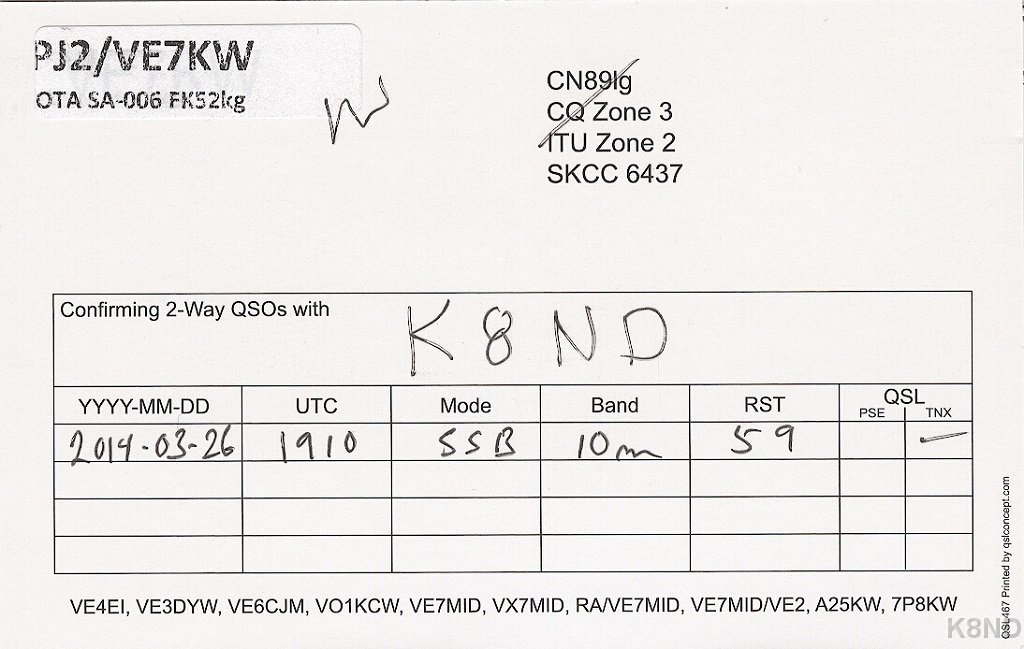 PJ2/VE7KW
OTA SA-006 FK52kg
CN89lg
CQ Zone 3
ITU Zone 2
SKCC 6437
Confirming 2-Way QSOs with K8ND
YYYY-MM-DD UTC Mode Band RST QSL PSE TNX
2014-03-26 1910 SSB 10m 59
VE4EI, VE3DYW, VE6CJM, VO1KCW, VE7MID, VX7MID, RA/VE7MID, VE7MID/VE2, A25KW, 7P8KW
QSL467 Printed by qslconcept.com
K8ND